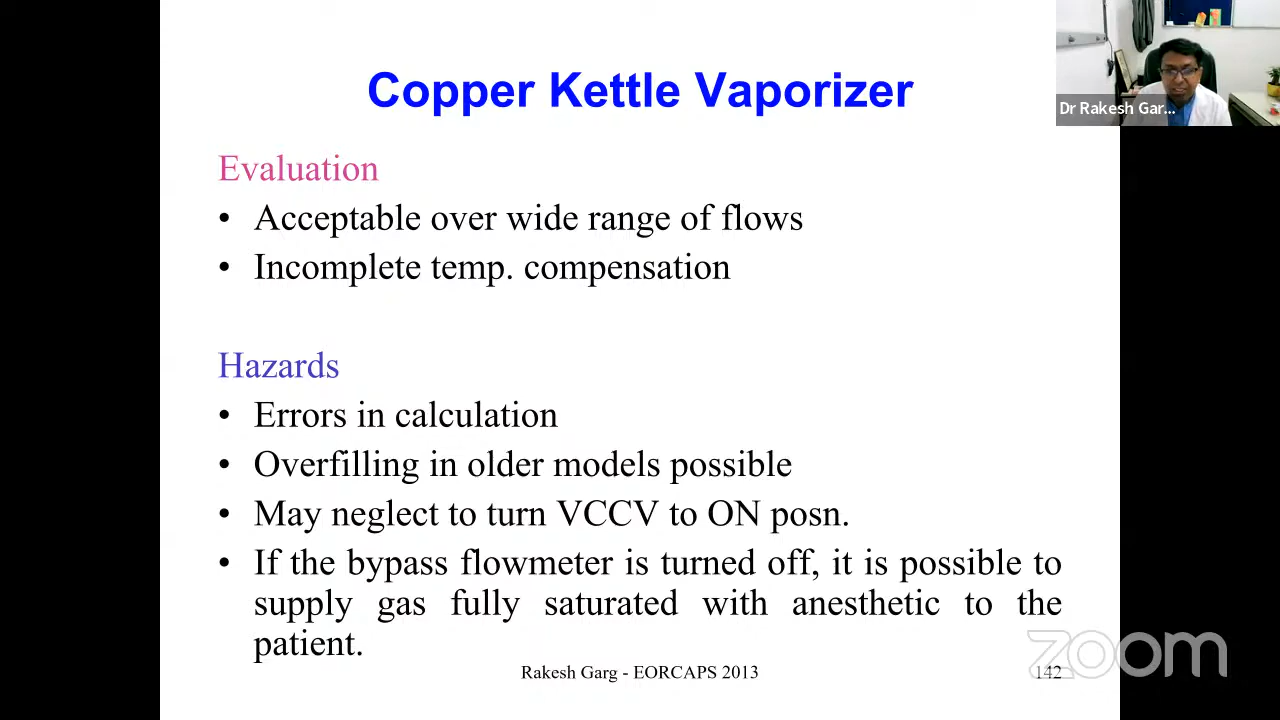 Copper Kettle Vaporizer
Dr Rakesh Gar...
Evaluation
• Acceptable over wide range of flows
• Incomplete temp. compensation
Hazards
• Errors in calculation
• Overfilling in older models possible
• May neglect to turn VCCV to ON posn.
• If the bypass flowmeter is turned off, it is possible to
supply gas fully saturated with anesthetic to the
patient.
Rakesh Garg - EORCAPS 2013
142
zoom